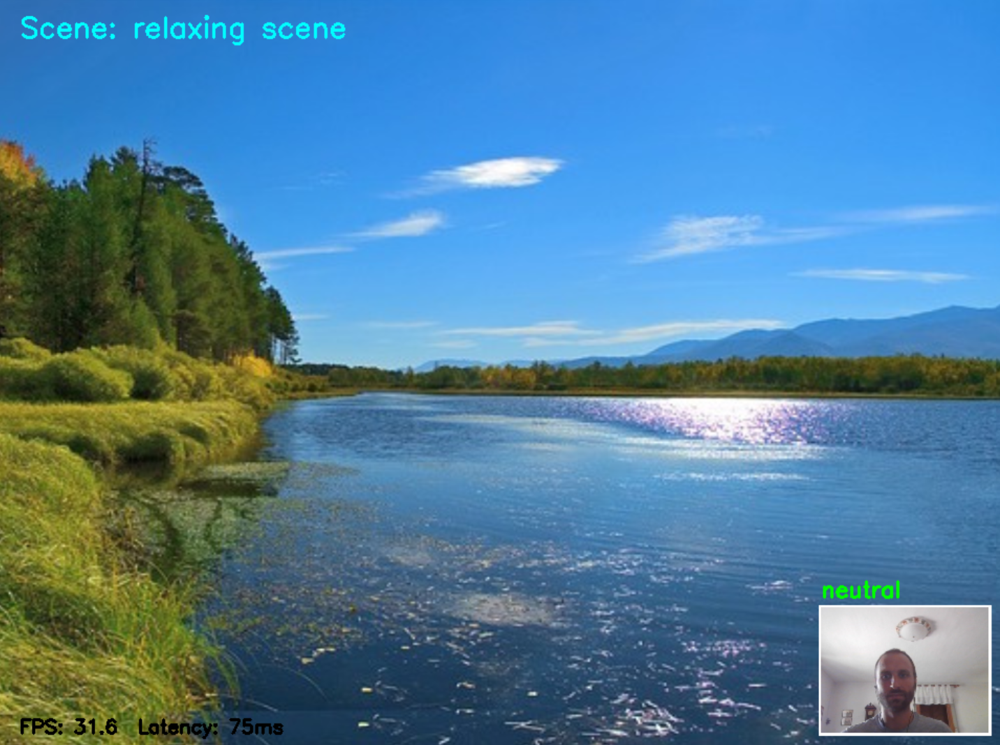 Scene: relaxing scene
neutral
FPS: 31.6 Latency: 75ms